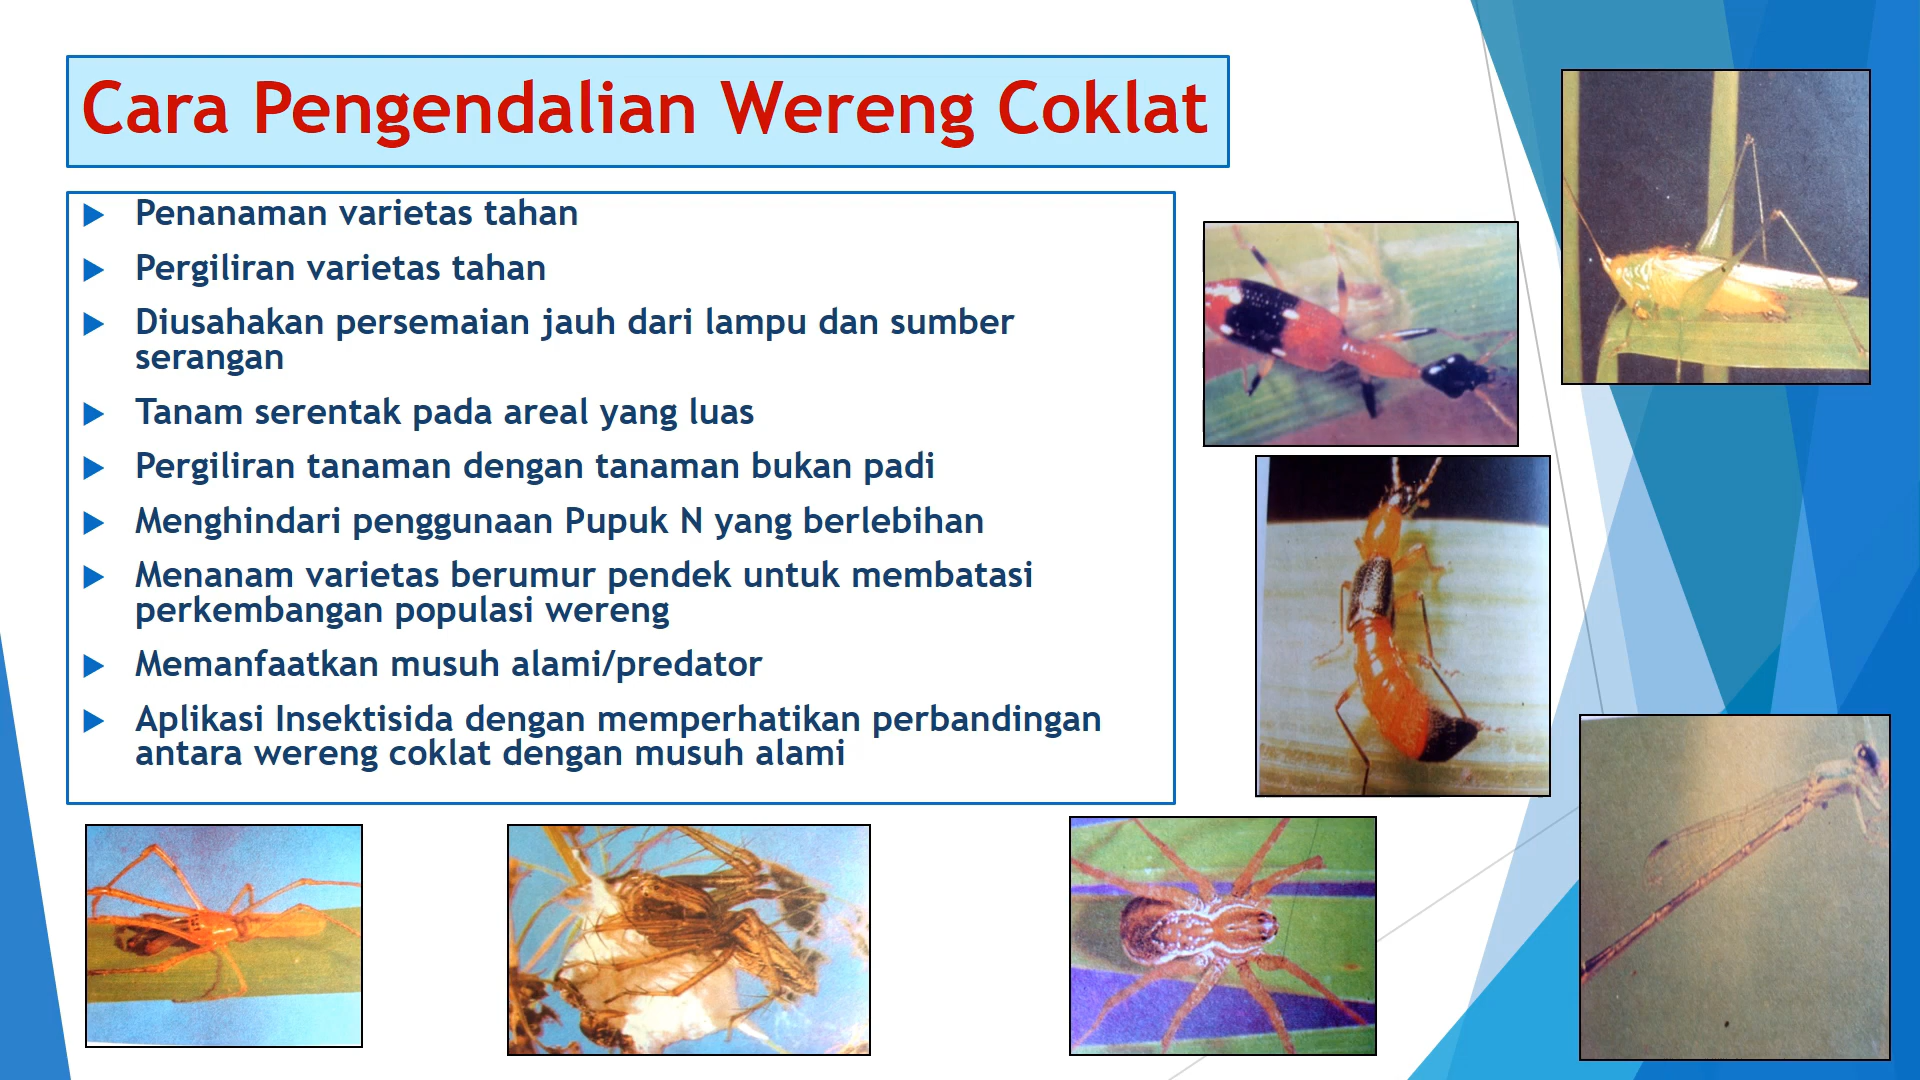 Cara Pengendalian Wereng Coklat
Penanaman varietas tahan
Pergiliran varietas tahan
Diusahakan persemaian jauh dari lampu dan sumber
serangan
Tanam serentak pada areal yang luas
Pergiliran tanaman dengan tanaman bukan padi
Menghindari penggunaan Pupuk N yang berlebihan
Menanam varietas berumur pendek untuk membatasi
perkembangan populasi wereng
Memanfaatkan musuh alami/predator
Aplikasi Insektisida dengan memperhatikan perbandingan
antara wereng coklat dengan musuh alami